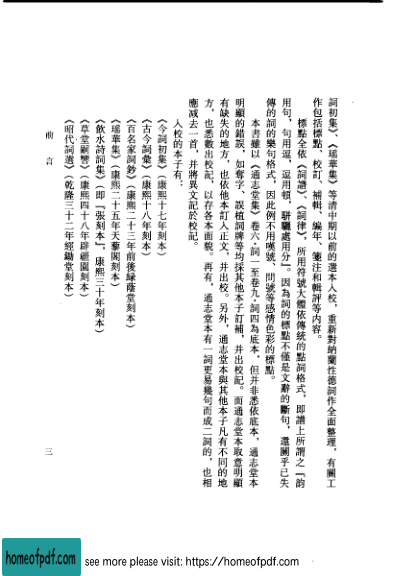 詞初集》、《瑤華集》等清中期以前的選本入校，重新對納蘭性德詞作全面整理，有關工
作包括標點、校訂、補輯、編年、箋注和輯評等内容。
標點全依《詞譜》、《詞律》，所用符號大體依傳統的點詞格式，即譜上所謂之『韵
用句，句用逗，逗用頓，駢驪處用分』。因為詞的標點不僅是文辭的斷句，還關乎已失
傳的詞的樂句格式，因此例不用嘆號、問號等感情色彩的標點。
本書雖以《通志堂集》卷六·詞一至卷九·詞四為底本，但并非悉依底本，通志堂本
明顯的錯誤，如奪字、誤植詞牌等均採其他本子訂補，并出校記。而通志堂本取意明顯
有缺失的地方，也依他本訂入正文，并出校。另外，通志堂本與其他本子凡有不同的地
方，也悉數出校記，以存各本面貌。再有，通志堂本有一詞更易幾句而成二詞的，也相
應減去一首，并將異文記於校記。
入校的本子有：
《今詞初集》（康熙十七年刻本）
《古今詞彙》（康熙十八年刻本）
《百名家詞鈔》（康熙二十三年前後緑蔭堂刻本）
《瑤華集》（康熙二十五年天藜閣刻本）
《飲水詩詞集》（即『張刻本』，康熙三十年刻本）
《草堂嗣響》（康熙四十八年辟疆園刻本）
《昭代詞選》（乾隆三十二年經鋤堂刻本）
前言
三
homeofpdf.com
see more please visit: https://homeofpdf.com